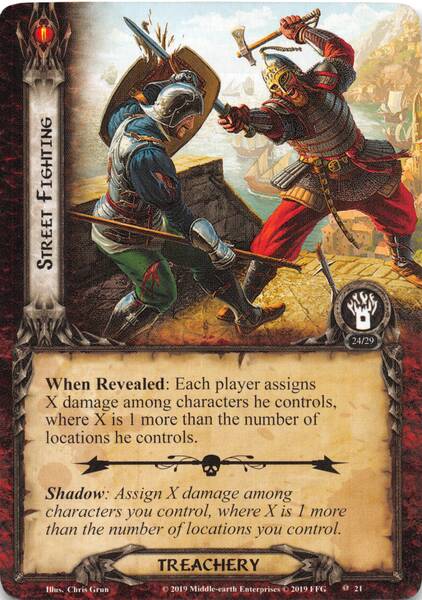 STREET FIGHTING
24/29
When Revealed: Each player assigns
X damage among characters he controls,
where X is 1 more than the number of
locations he controls.
Shadow: Assign X damage among
characters you control, where X is 1 more
than the number of locations you control.
TREACHERY
Illus. Chris Grun
© 2019 Middle-earth Enterprises © 2019 FFG
21